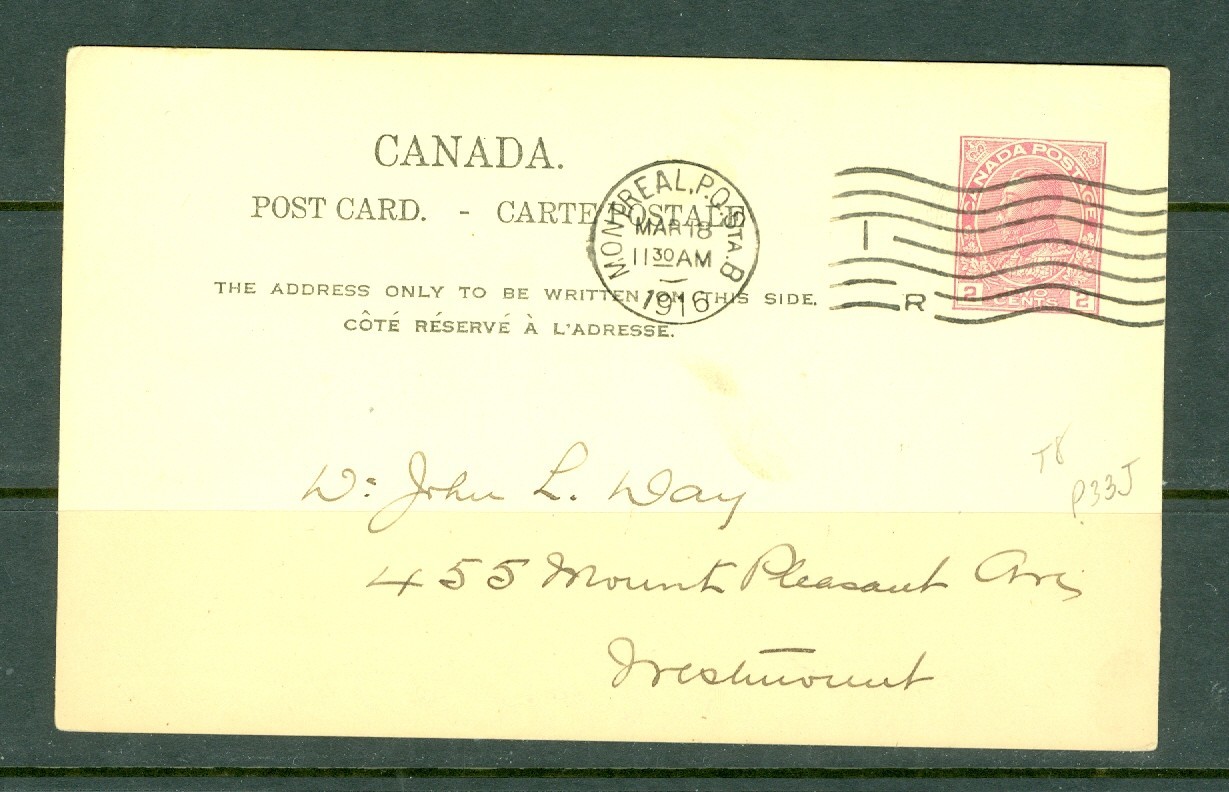 CANADA.
POST CARD. - CARTE POSTALE
THE ADDRESS ONLY TO BE WRITTEN ON THIS SIDE.
CÔTÉ RÉSERVÉ À L'ADRESSE.
MONTREAL, P.Q. STA. B
MAR 18
11 30 AM
1916
I
R
CANADA POSTAGE
2 TWO CENTS 2
Dr: John L. Day
455 Mount Pleasant Ave
Westmount
T8
P33J